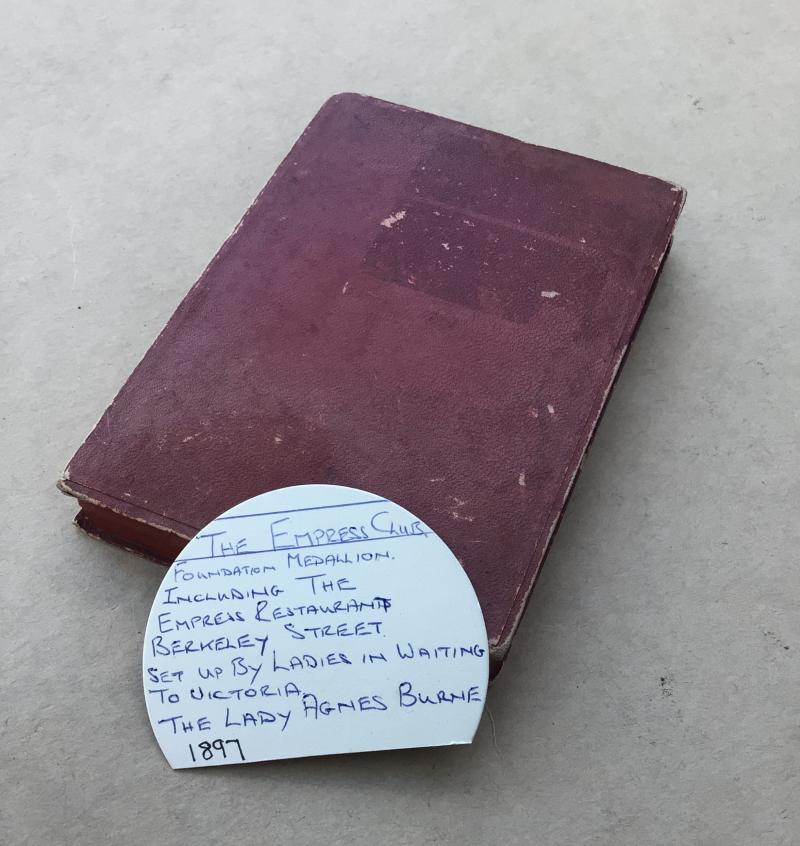 THE EMPRESS CLUB
FOUNDATION MEDALLION.
INCLUDING THE
EMPRESS RESTAURANT
BERKELEY STREET.
SET UP BY LADIES IN WAITING
TO VICTORIA.
THE LADY AGNES BURNE
1897